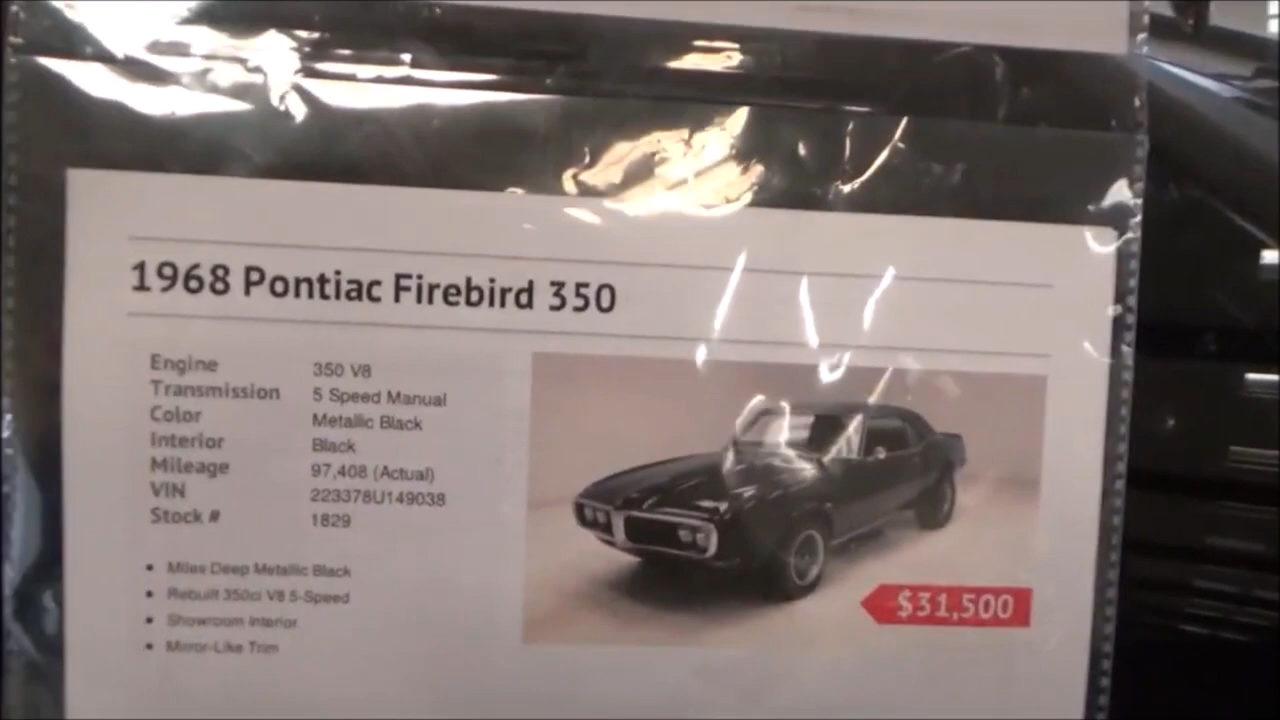 1968 Pontiac Firebird 350
Engine 350 V8
Transmission 5 Speed Manual
Color Metallic Black
Interior Black
Mileage 97,408 (Actual)
VIN 223378U149038
Stock # 1829
• Miles Deep Metallic Black
• Rebuilt 350ci V8 5-Speed
• Showroom Interior
• Mirror-Like Trim
$31,500